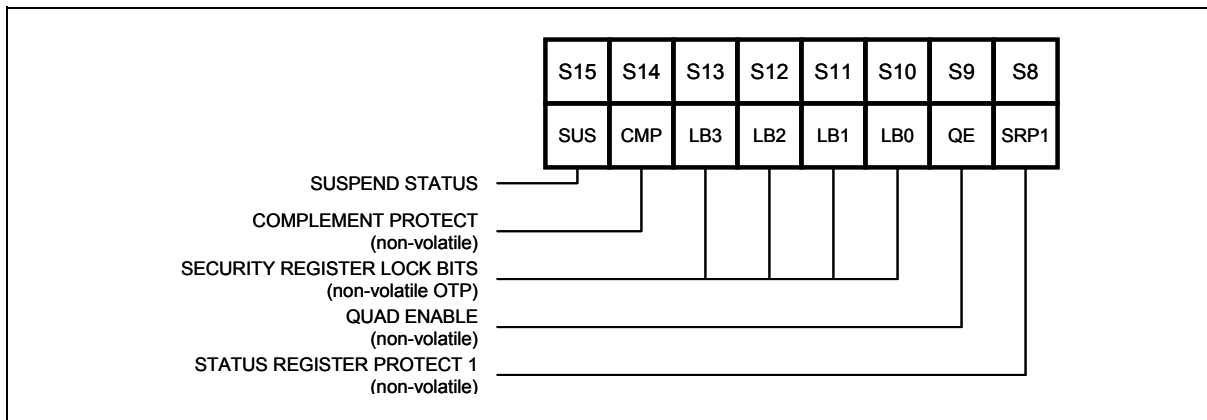 S15 S14 S13 S12 S11 S10 S9 S8
SUS CMP LB3 LB2 LB1 LB0 QE SRP1
SUSPEND STATUS
COMPLEMENT PROTECT
(non-volatile)
SECURITY REGISTER LOCK BITS
(non-volatile OTP)
QUAD ENABLE
(non-volatile)
STATUS REGISTER PROTECT 1
(non-volatile)